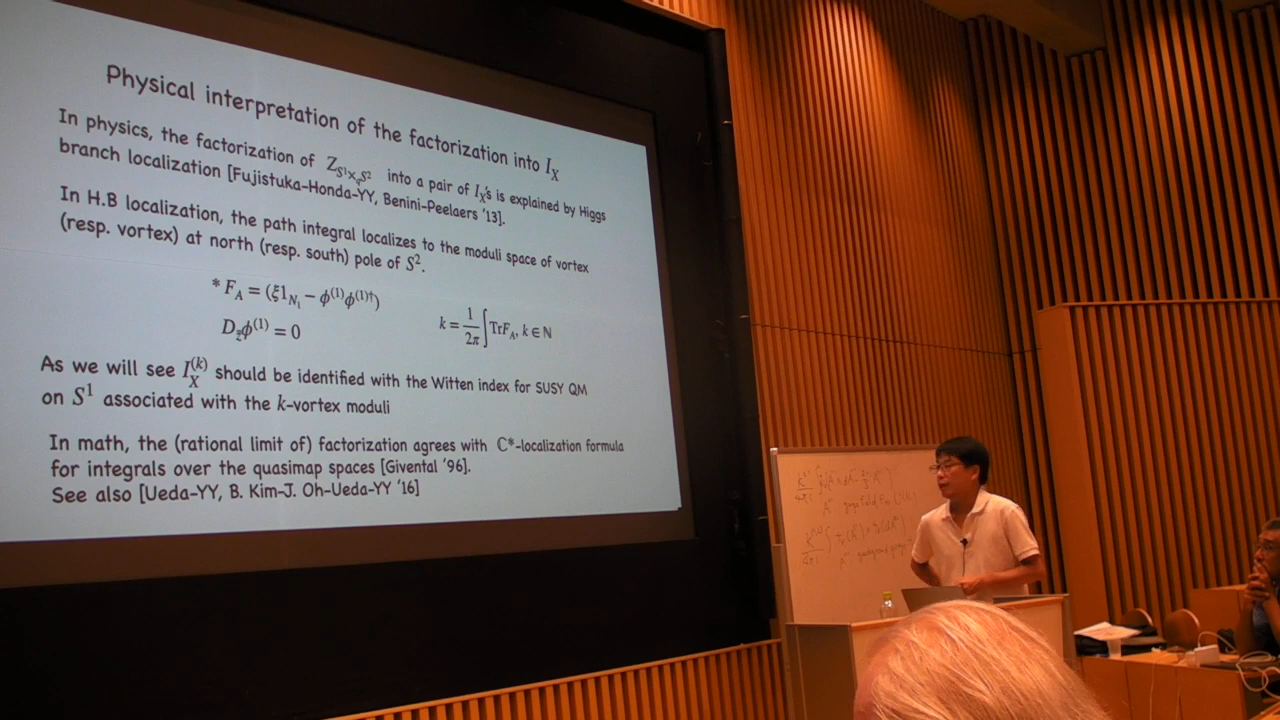 Physical interpretation of the factorization into I_X
In physics, the factorization of Z_{S^1×_q S^2} into a pair of I_X's is explained by Higgs
branch localization [Fujistuka-Honda-YY, Benini-Peelaers '13].
In H.B localization, the path integral localizes to the moduli space of vortex
(resp. vortex) at north (resp. south) pole of S^2.
* F_A = (ξ1_{N_1} − ϕ^{(1)}ϕ^{(1)†})
D_{z̄}ϕ^{(1)} = 0
k = 1/2π ∫ TrF_A, k ∈ ℕ
As we will see I_X^{(k)} should be identified with the Witten index for SUSY QM
on S^1 associated with the k-vortex moduli
In math, the (rational limit of) factorization agrees with ℂ*-localization formula
for integrals over the quasimap spaces [Givental '96].
See also [Ueda-YY, B. Kim-J. Oh-Ueda-YY '16]